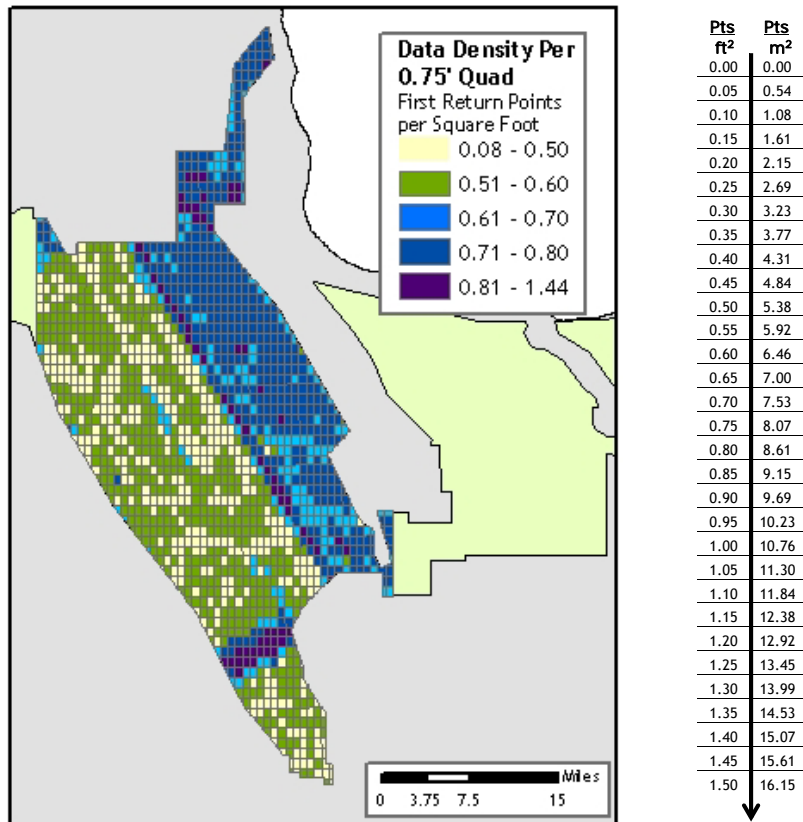 Data Density Per
0.75' Quad
First Return Points
per Square Foot
0.08 - 0.50
0.51 - 0.60
0.61 - 0.70
0.71 - 0.80
0.81 - 1.44
Miles
0 3.75 7.5 15
Pts Pts
ft² m²
0.00 0.00
0.05 0.54
0.10 1.08
0.15 1.61
0.20 2.15
0.25 2.69
0.30 3.23
0.35 3.77
0.40 4.31
0.45 4.84
0.50 5.38
0.55 5.92
0.60 6.46
0.65 7.00
0.70 7.53
0.75 8.07
0.80 8.61
0.85 9.15
0.90 9.69
0.95 10.23
1.00 10.76
1.05 11.30
1.10 11.84
1.15 12.38
1.20 12.92
1.25 13.45
1.30 13.99
1.35 14.53
1.40 15.07
1.45 15.61
1.50 16.15